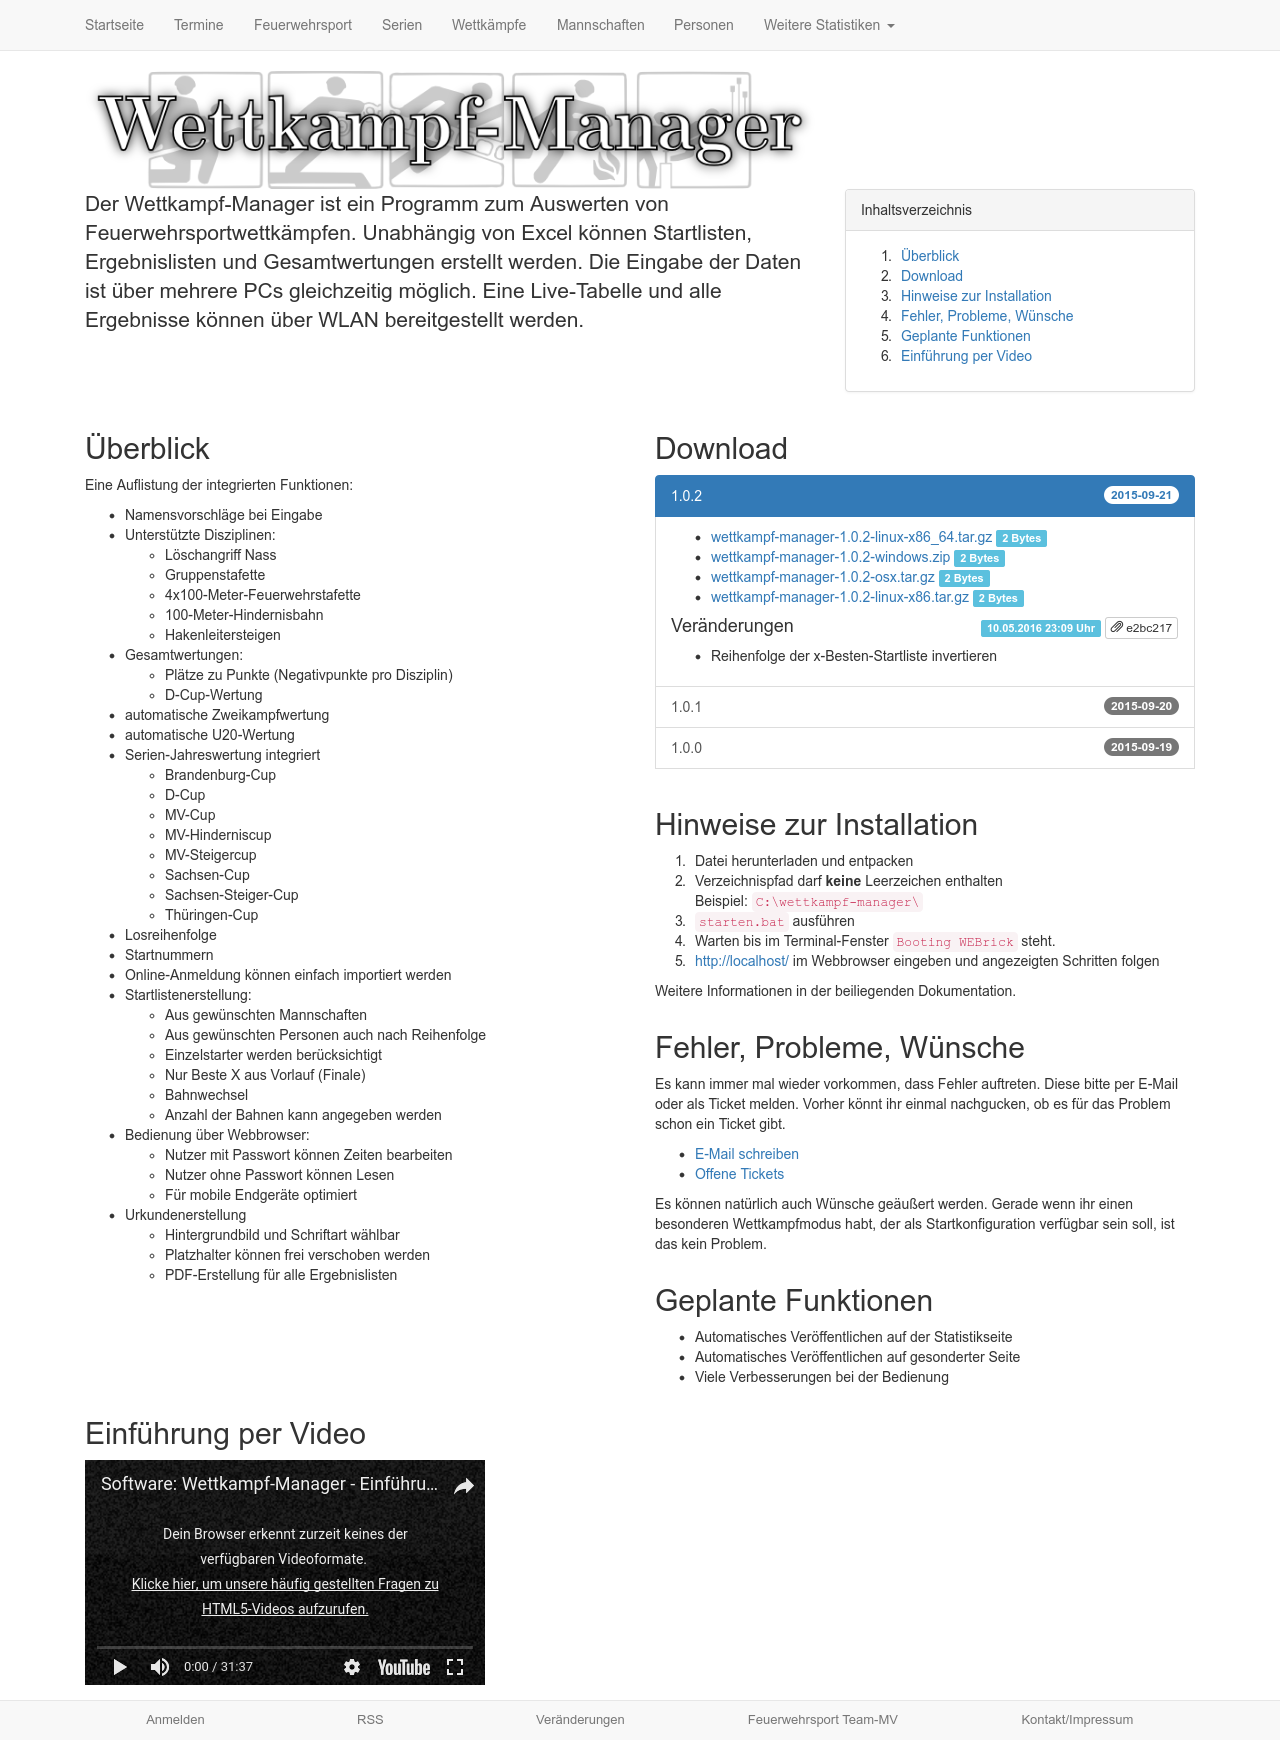 Startseite Termine Feuerwehrsport Serien Wettkämpfe Mannschaften Personen Weitere Statistiken
Wettkampf-Manager
Der Wettkampf-Manager ist ein Programm zum Auswerten von
Feuerwehrsportwettkämpfen. Unabhängig von Excel können Startlisten,
Ergebnislisten und Gesamtwertungen erstellt werden. Die Eingabe der Daten
ist über mehrere PCs gleichzeitig möglich. Eine Live-Tabelle und alle
Ergebnisse können über WLAN bereitgestellt werden.
Inhaltsverzeichnis
1. Überblick
2. Download
3. Hinweise zur Installation
4. Fehler, Probleme, Wünsche
5. Geplante Funktionen
6. Einführung per Video
Überblick
Eine Auflistung der integrierten Funktionen:
• Namensvorschläge bei Eingabe
• Unterstützte Disziplinen:
◦ Löschangriff Nass
◦ Gruppenstafette
◦ 4x100-Meter-Feuerwehrstafette
◦ 100-Meter-Hindernisbahn
◦ Hakenleitersteigen
• Gesamtwertungen:
◦ Plätze zu Punkte (Negativpunkte pro Disziplin)
◦ D-Cup-Wertung
• automatische Zweikampfwertung
• automatische U20-Wertung
• Serien-Jahreswertung integriert
◦ Brandenburg-Cup
◦ D-Cup
◦ MV-Cup
◦ MV-Hinderniscup
◦ MV-Steigercup
◦ Sachsen-Cup
◦ Sachsen-Steiger-Cup
◦ Thüringen-Cup
• Losreihenfolge
• Startnummern
• Online-Anmeldung können einfach importiert werden
• Startlistenerstellung:
◦ Aus gewünschten Mannschaften
◦ Aus gewünschten Personen auch nach Reihenfolge
◦ Einzelstarter werden berücksichtigt
◦ Nur Beste X aus Vorlauf (Finale)
◦ Bahnwechsel
◦ Anzahl der Bahnen kann angegeben werden
• Bedienung über Webbrowser:
◦ Nutzer mit Passwort können Zeiten bearbeiten
◦ Nutzer ohne Passwort können Lesen
◦ Für mobile Endgeräte optimiert
• Urkundenerstellung
◦ Hintergrundbild und Schriftart wählbar
◦ Platzhalter können frei verschoben werden
◦ PDF-Erstellung für alle Ergebnislisten
Download
1.0.2 2015-09-21
• wettkampf-manager-1.0.2-linux-x86_64.tar.gz 2 Bytes
• wettkampf-manager-1.0.2-windows.zip 2 Bytes
• wettkampf-manager-1.0.2-osx.tar.gz 2 Bytes
• wettkampf-manager-1.0.2-linux-x86.tar.gz 2 Bytes
Veränderungen 10.05.2016 23:09 Uhr e2bc217
• Reihenfolge der x-Besten-Startliste invertieren
1.0.1 2015-09-20
1.0.0 2015-09-19
Hinweise zur Installation
1. Datei herunterladen und entpacken
2. Verzeichnispfad darf keine Leerzeichen enthalten
Beispiel: C:\wettkampf-manager\
3. starten.bat ausführen
4. Warten bis im Terminal-Fenster Booting WEBrick steht.
5. http://localhost/ im Webbrowser eingeben und angezeigten Schritten folgen
Weitere Informationen in der beiliegenden Dokumentation.
Fehler, Probleme, Wünsche
Es kann immer mal wieder vorkommen, dass Fehler auftreten. Diese bitte per E-Mail
oder als Ticket melden. Vorher könnt ihr einmal nachgucken, ob es für das Problem
schon ein Ticket gibt.
• E-Mail schreiben
• Offene Tickets
Es können natürlich auch Wünsche geäußert werden. Gerade wenn ihr einen
besonderen Wettkampfmodus habt, der als Startkonfiguration verfügbar sein soll, ist
das kein Problem.
Geplante Funktionen
• Automatisches Veröffentlichen auf der Statistikseite
• Automatisches Veröffentlichen auf gesonderter Seite
• Viele Verbesserungen bei der Bedienung
Einführung per Video
Software: Wettkampf-Manager - Einführu...
Dein Browser erkennt zurzeit keines der
verfügbaren Videoformate.
Klicke hier, um unsere häufig gestellten Fragen zu
HTML5-Videos aufzurufen.
0:00 / 31:37 YouTube
Anmelden RSS Veränderungen Feuerwehrsport Team-MV Kontakt/Impressum